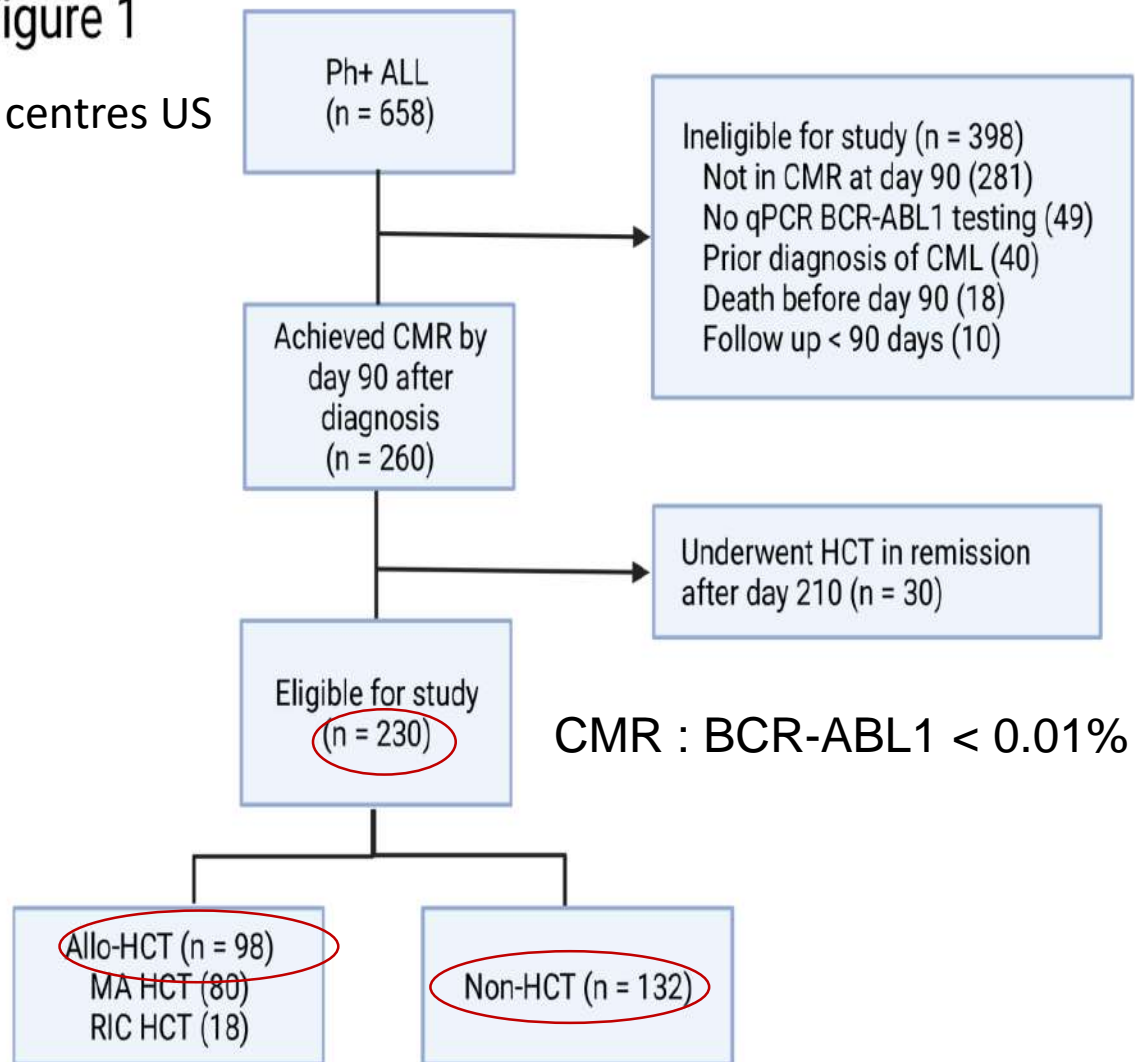 igure 1
centres US
Ph+ ALL
(n = 658)
Ineligible for study (n = 398)
Not in CMR at day 90 (281)
No qPCR BCR-ABL1 testing (49)
Prior diagnosis of CML (40)
Death before day 90 (18)
Follow up < 90 days (10)
Achieved CMR by
day 90 after
diagnosis
(n = 260)
Underwent HCT in remission
after day 210 (n = 30)
Eligible for study
(n = 230)
CMR : BCR-ABL1 < 0.01%
Allo-HCT (n = 98)
MA HCT (80)
RIC HCT (18)
Non-HCT (n = 132)